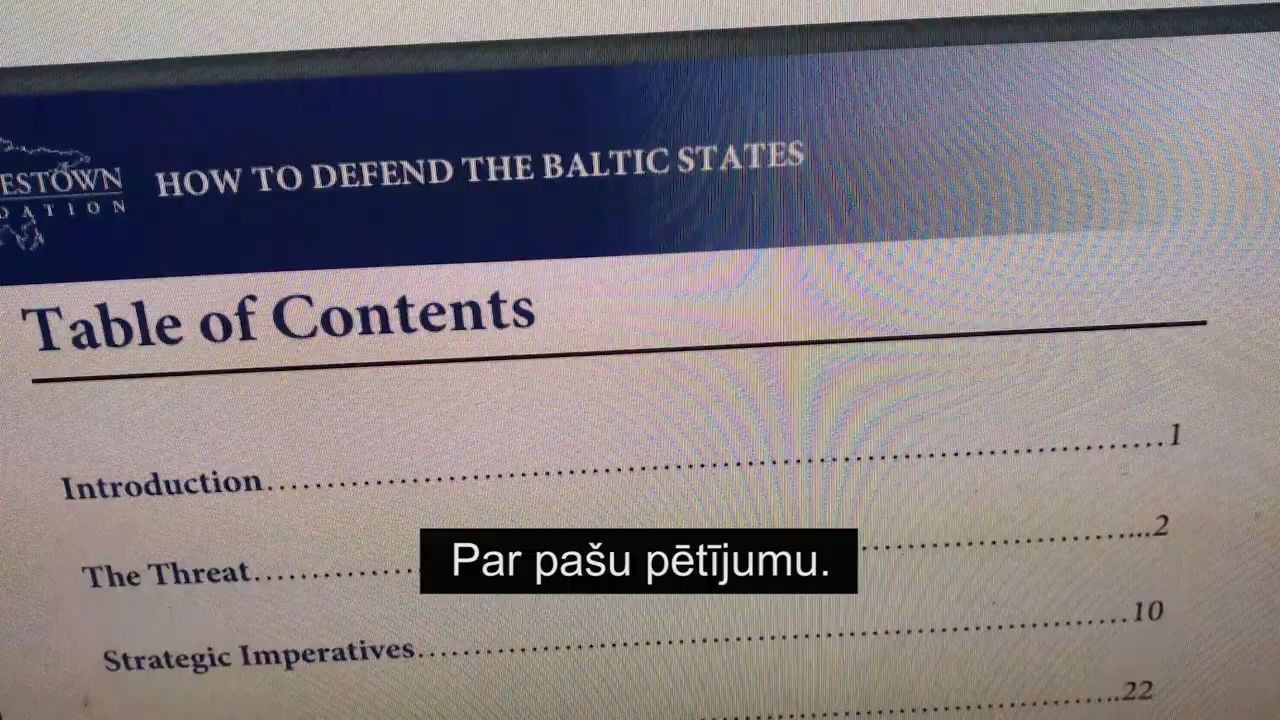 ESTOWN
DATION
HOW TO DEFEND THE BALTIC STATES
Table of Contents
Introduction.................................................................1
The Threat...............
...2
Par pašu pētījumu.
Strategic Imperatives.................................................................10
...22